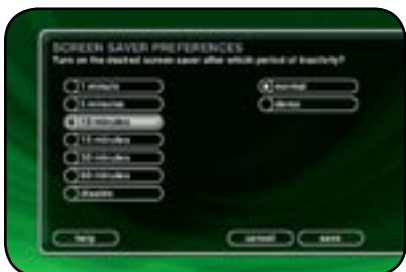 SCREEN SAVER PREFERENCES
Turn on the desired screen saver after which period of inactivity?
1 minute
normal
5 minutes
demo
10 minutes
15 minutes
30 minutes
60 minutes
disable
help
cancel
save